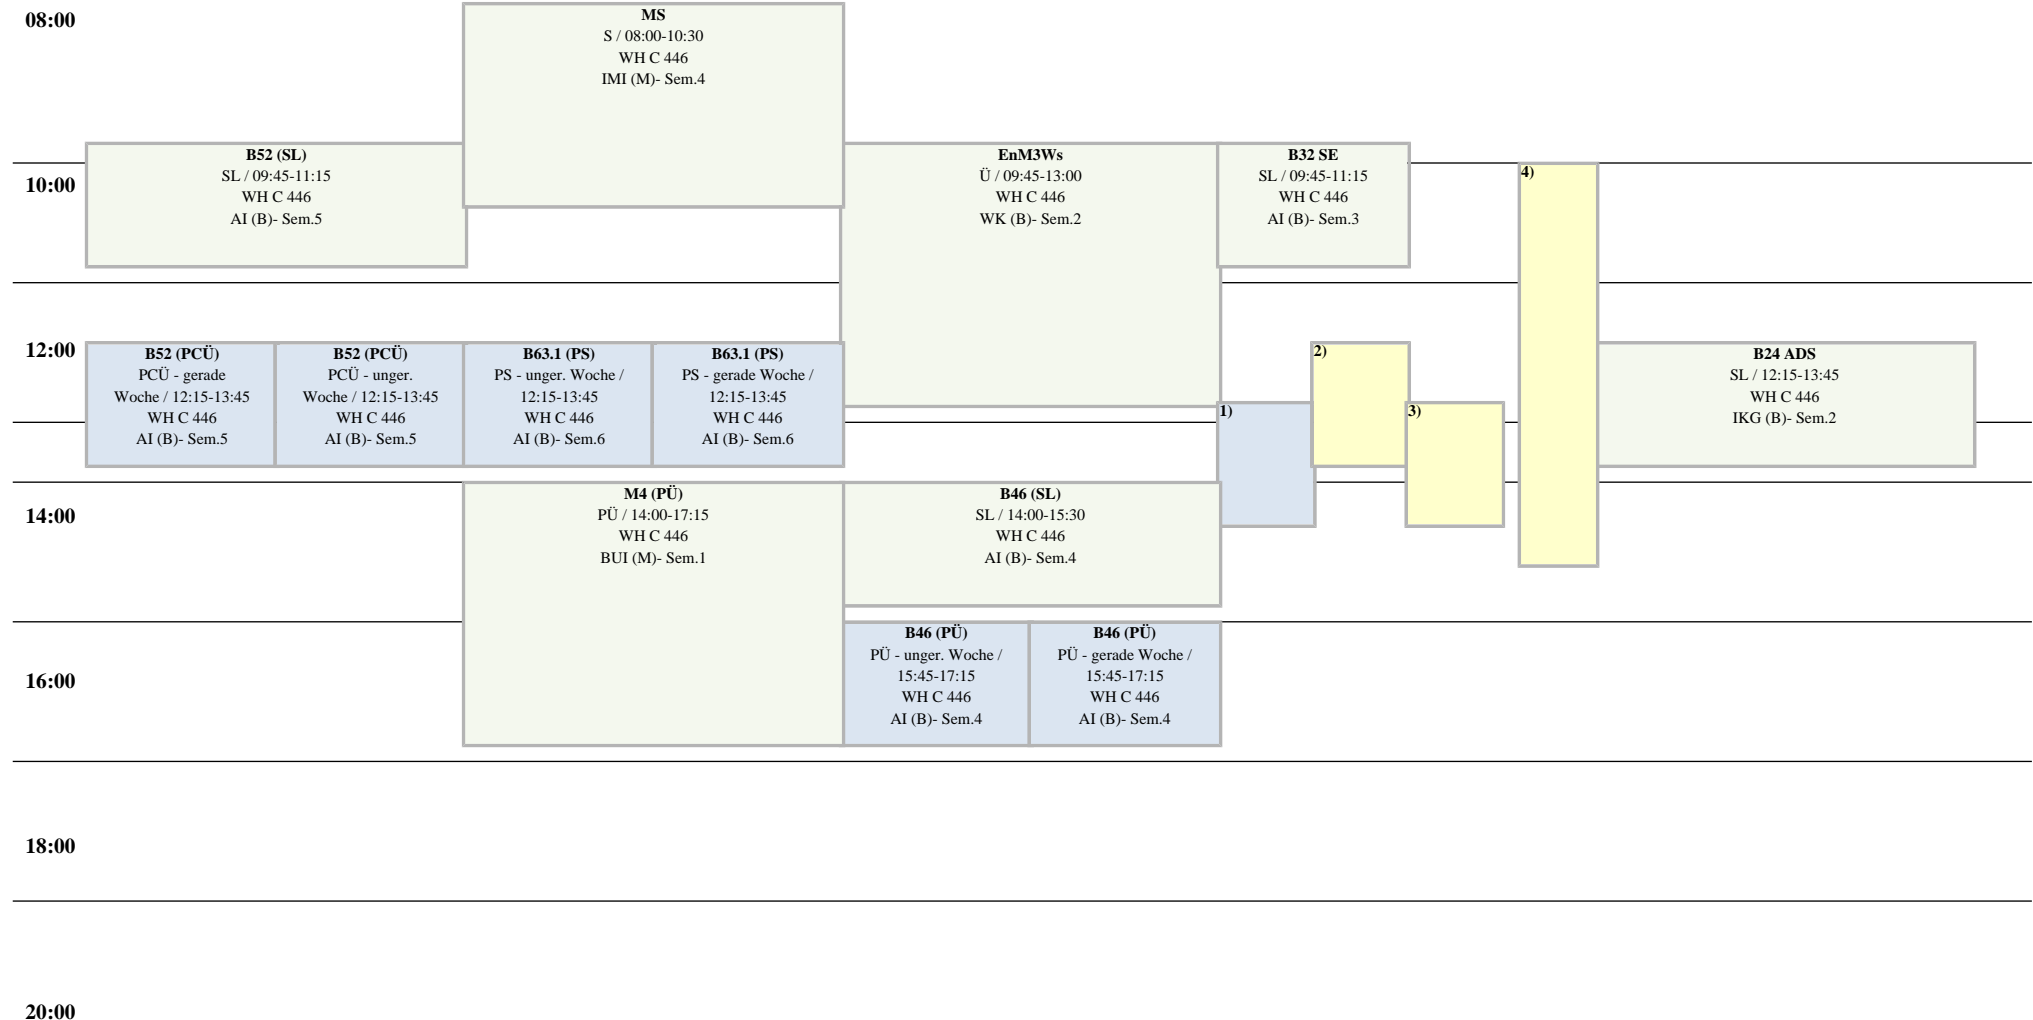 08:00
MS
S / 08:00-10:30
WH C 446
IMI (M)- Sem.4
B52 (SL)
SL / 09:45-11:15
WH C 446
AI (B)- Sem.5
EnM3Ws
Ü / 09:45-13:00
WH C 446
WK (B)- Sem.2
B32 SE
SL / 09:45-11:15
WH C 446
AI (B)- Sem.3
4)
10:00
12:00
B52 (PCÜ)
PCÜ - gerade
Woche / 12:15-13:45
WH C 446
AI (B)- Sem.5
B52 (PCÜ)
PCÜ - unger.
Woche / 12:15-13:45
WH C 446
AI (B)- Sem.5
B63.1 (PS)
PS - unger. Woche /
12:15-13:45
WH C 446
AI (B)- Sem.6
B63.1 (PS)
PS - gerade Woche /
12:15-13:45
WH C 446
AI (B)- Sem.6
1)
2)
3)
B24 ADS
SL / 12:15-13:45
WH C 446
IKG (B)- Sem.2
14:00
M4 (PÜ)
PÜ / 14:00-17:15
WH C 446
BUI (M)- Sem.1
B46 (SL)
SL / 14:00-15:30
WH C 446
AI (B)- Sem.4
16:00
B46 (PÜ)
PÜ - unger. Woche /
15:45-17:15
WH C 446
AI (B)- Sem.4
B46 (PÜ)
PÜ - gerade Woche /
15:45-17:15
WH C 446
AI (B)- Sem.4
18:00
20:00